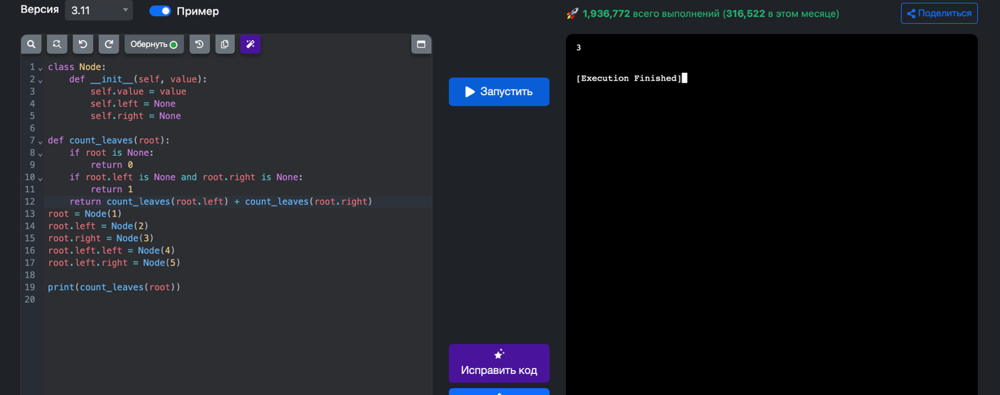 Версия 3.11 Пример
🚀 1,936,772 всего выполнений (316,522 в этом месяце)
Поделиться
Обернуть
1 class Node:
2     def __init__(self, value):
3         self.value = value
4         self.left = None
5         self.right = None
6
7 def count_leaves(root):
8     if root is None:
9         return 0
10     if root.left is None and root.right is None:
11         return 1
12     return count_leaves(root.left) + count_leaves(root.right)
13 root = Node(1)
14 root.left = Node(2)
15 root.right = Node(3)
16 root.left.left = Node(4)
17 root.left.right = Node(5)
18
19 print(count_leaves(root))
20
Запустить
Исправить код
3
[Execution Finished]